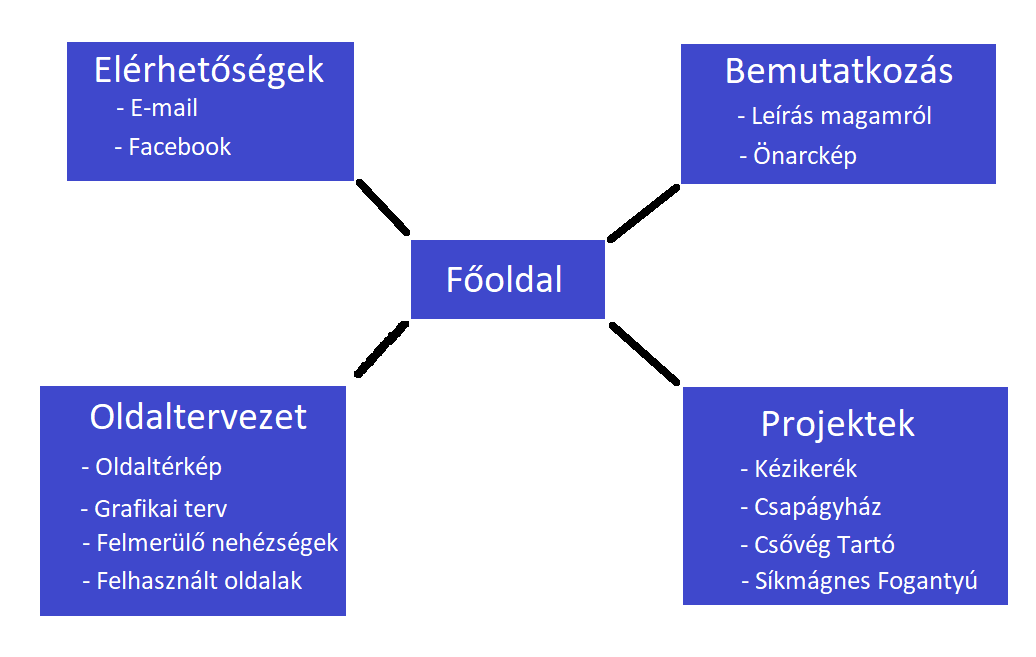 Elérhetőségek
- E-mail
- Facebook
Bemutatkozás
- Leírás magamról
- Önarckép
Főoldal
Oldaltervezet
- Oldaltérkép
- Grafikai terv
- Felmerülő nehézségek
- Felhasznált oldalak
Projektek
- Kézikerék
- Csapágyház
- Csővég Tartó
- Síkmágnes Fogantyú